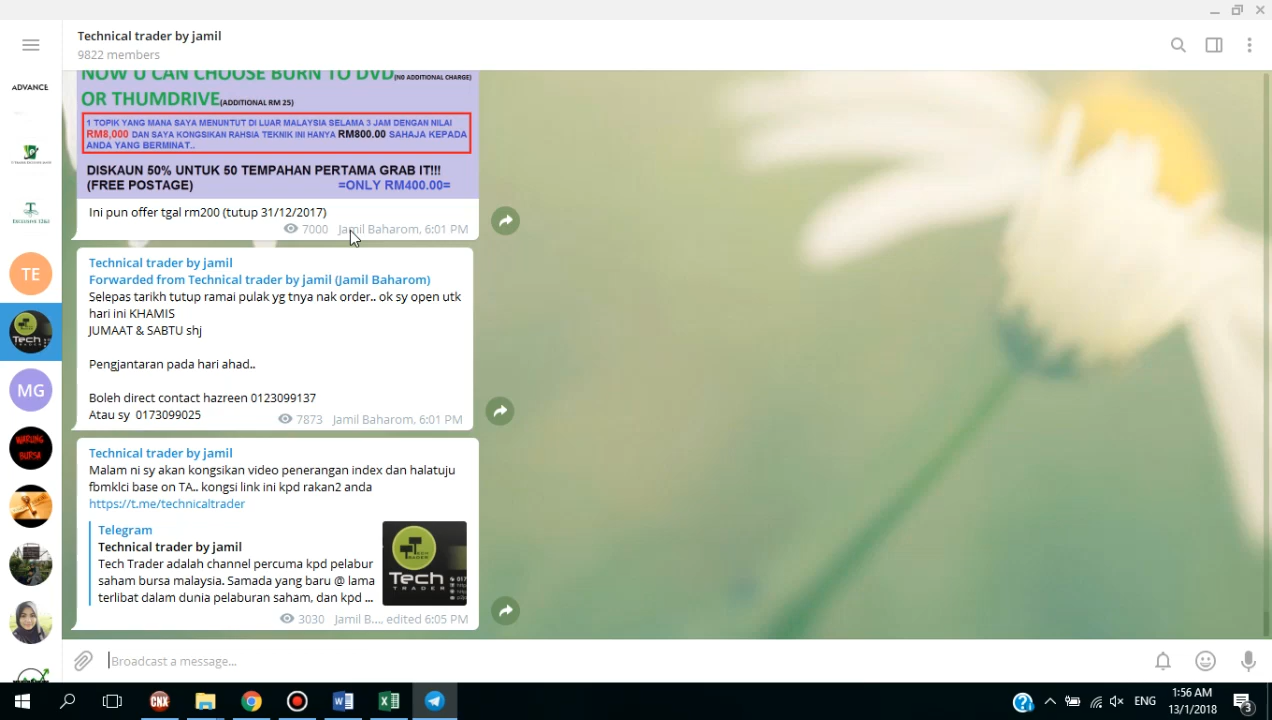 Technical trader by jamil
9822 members
ADVANCE
NOW U CAN CHOOSE BURN TO DVD(NO ADDITIONAL CHARGE)
OR THUMDRIVE(ADDITIONAL RM 25)
1 TOPIK YANG MANA SAYA MENUNTUT DI LUAR MALAYSIA SELAMA 3 JAM DENGAN NILAI
RM8,000 DAN SAYA KONGSIKAN RAHSIA TEKNIK INI HANYA RM800.00 SAHAJA KEPADA
ANDA YANG BERMINAT..
DISKAUN 50% UNTUK 50 TEMPAHAN PERTAMA GRAB IT!!!
(FREE POSTAGE) =ONLY RM400.00=
Ini pun offer tgal rm200 (tutup 31/12/2017)
7000 Jamil Baharom, 6:01 PM
TE
Technical trader by jamil
Forwarded from Technical trader by jamil (Jamil Baharom)
Selepas tarikh tutup ramai pulak yg tnya nak order.. ok sy open utk
hari ini KHAMIS
JUMAAT & SABTU shj
Pengjantaran pada hari ahad..
Boleh direct contact hazreen 0123099137
Atau sy 0173099025
7873 Jamil Baharom, 6:01 PM
Tech
MG
WARUNG
BURSA
Technical trader by jamil
Malam ni sy akan kongsikan video penerangan index dan halatuju
fbmklci base on TA.. kongsi link ini kpd rakan2 anda
https://t.me/technicaltrader
Telegram
Technical trader by jamil
Tech Trader adalah channel percuma kpd pelabur
saham bursa malaysia. Samada yang baru @ lama
terlibat dalam dunia pelaburan saham, dan kpd ...
TECH
TRADER
Tech
TRADER
3030 Jamil B.... edited 6:05 PM
Broadcast a message...
CNX
ENG
1:56 AM
13/1/2018
3